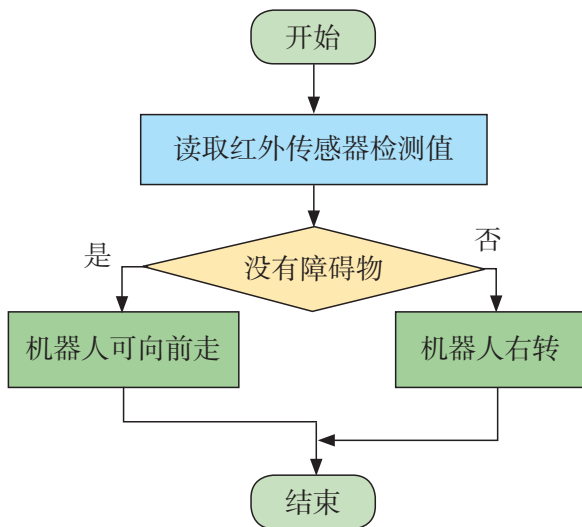 开始
读取红外传感器检测值
没有障碍物
是
否
机器人可向前走
机器人右转
结束